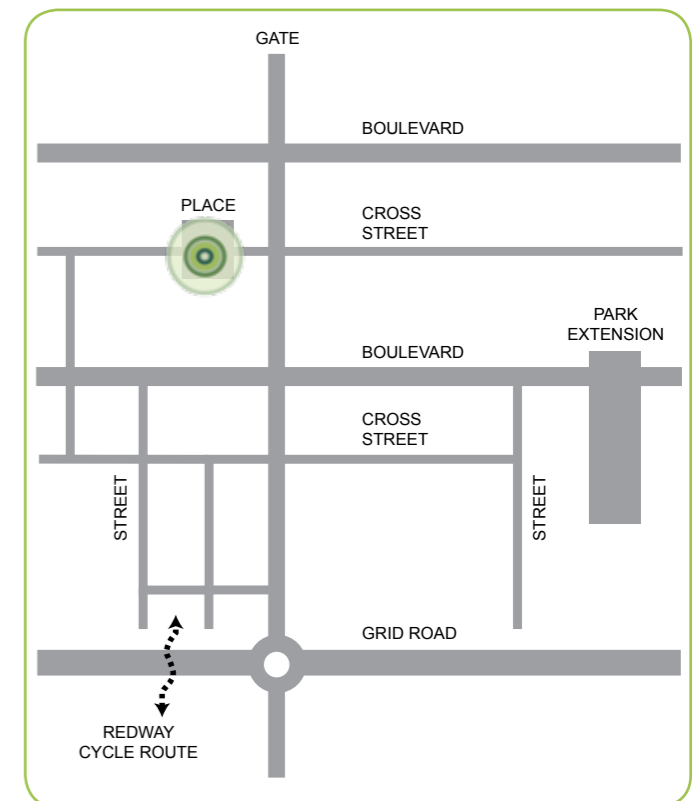 GATE
BOULEVARD
PLACE
CROSS
STREET
PARK
EXTENSION
BOULEVARD
CROSS
STREET
STREET
STREET
GRID ROAD
REDWAY
CYCLE ROUTE